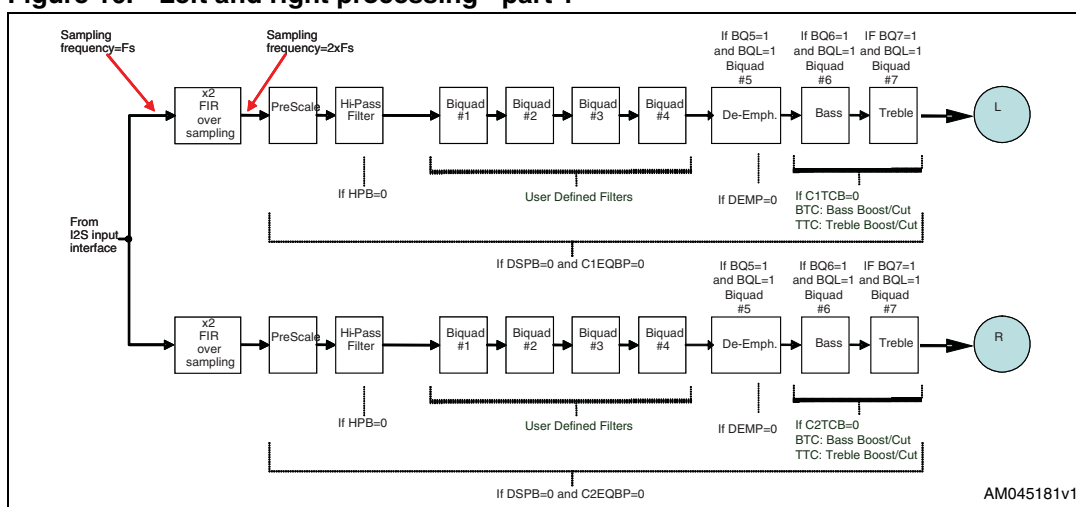 Figure 10. Left and right processing - part 1
Sampling
frequency=Fs
Sampling
frequency=2xFs
If BQ5=1
and BQL=1
Biquad
#5
If BQ6=1
and BQL=1
Biquad
#6
IF BQ7=1
and BQL=1
Biquad
#7
x2
FIR
over
sampling
PreScale
Hi-Pass
Filter
Biquad
#1
Biquad
#2
Biquad
#3
Biquad
#4
De-Emph.
Bass
Treble
L
If HPB=0
User Defined Filters
If DEMP=0
If C1TCB=0
BTC: Bass Boost/Cut
TTC: Treble Boost/Cut
From
I2S input
interface
If DSPB=0 and C1EQBP=0
If BQ5=1
and BQL=1
Biquad
#5
If BQ6=1
and BQL=1
Biquad
#6
IF BQ7=1
and BQL=1
Biquad
#7
x2
FIR
over
sampling
PreScale
Hi-Pass
Filter
Biquad
#1
Biquad
#2
Biquad
#3
Biquad
#4
De-Emph.
Bass
Treble
R
If HPB=0
User Defined Filters
If DEMP=0
If C2TCB=0
BTC: Bass Boost/Cut
TTC: Treble Boost/Cut
If DSPB=0 and C2EQBP=0
AM045181v1